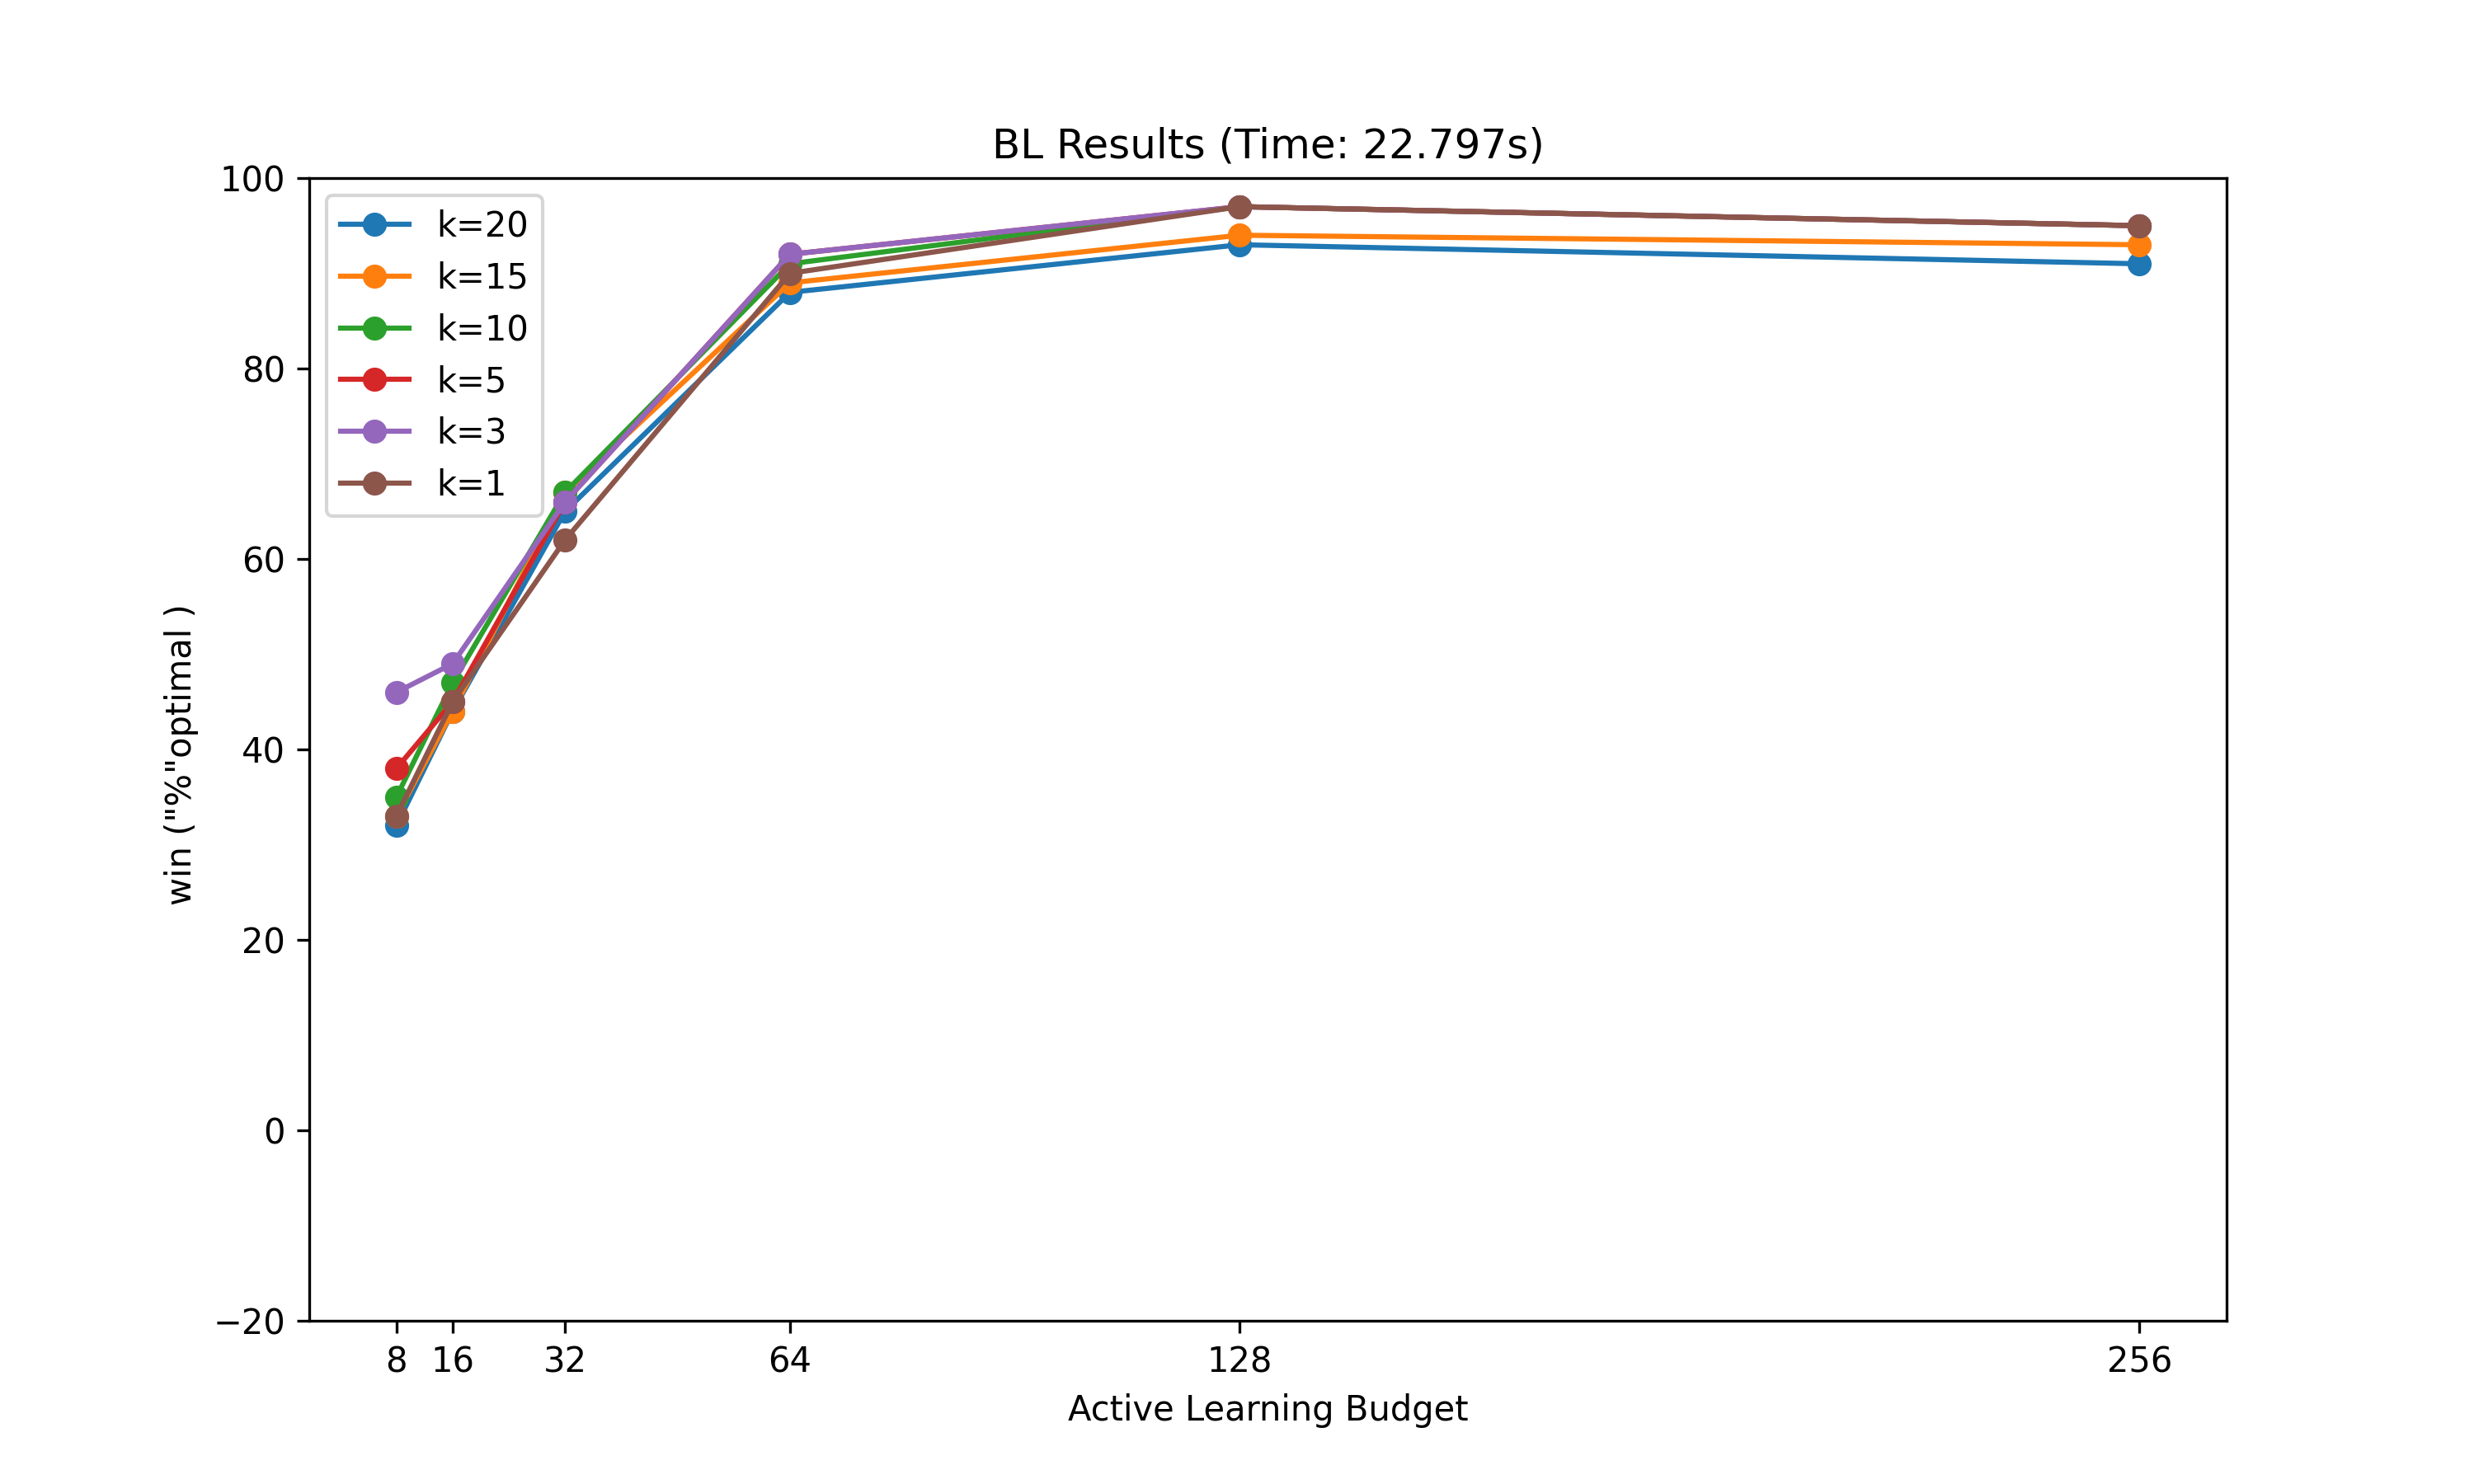 BL Results (Time: 22.797s)
100
80
60
40
20
0
−20
win ("%"optimal )
k=20
k=15
k=10
k=5
k=3
k=1
8 16 32 64 128 256
Active Learning Budget